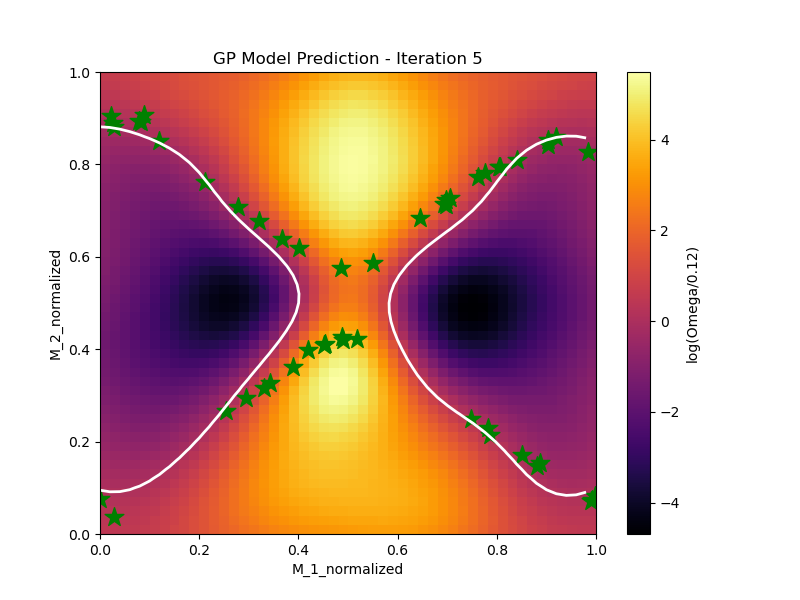 GP Model Prediction - Iteration 5
1.0
0.8
0.6
0.4
0.2
0.0
M_2_normalized
0.0 0.2 0.4 0.6 0.8 1.0
M_1_normalized
4
2
0
−2
−4
log(Omega/0.12)